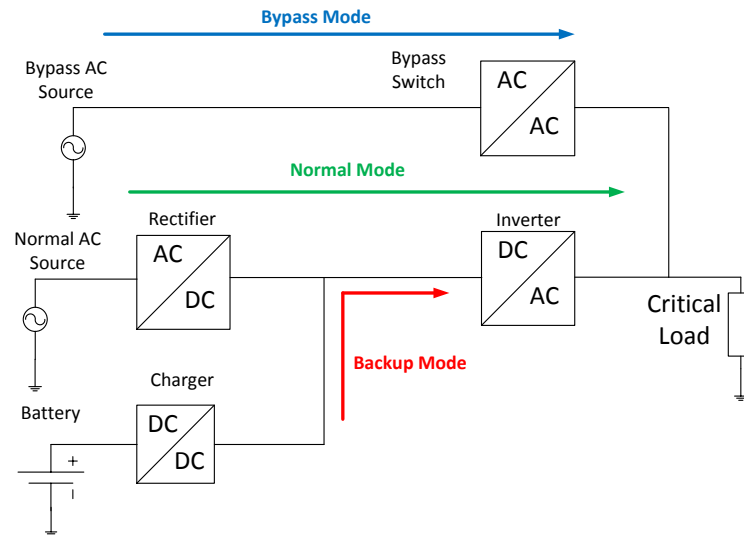 Bypass Mode
Bypass AC
Source
Bypass
Switch
AC
AC
Normal Mode
Normal AC
Source
Rectifier
AC
DC
Inverter
DC
AC
Critical
Load
Backup Mode
Charger
DC
DC
Battery
+
–